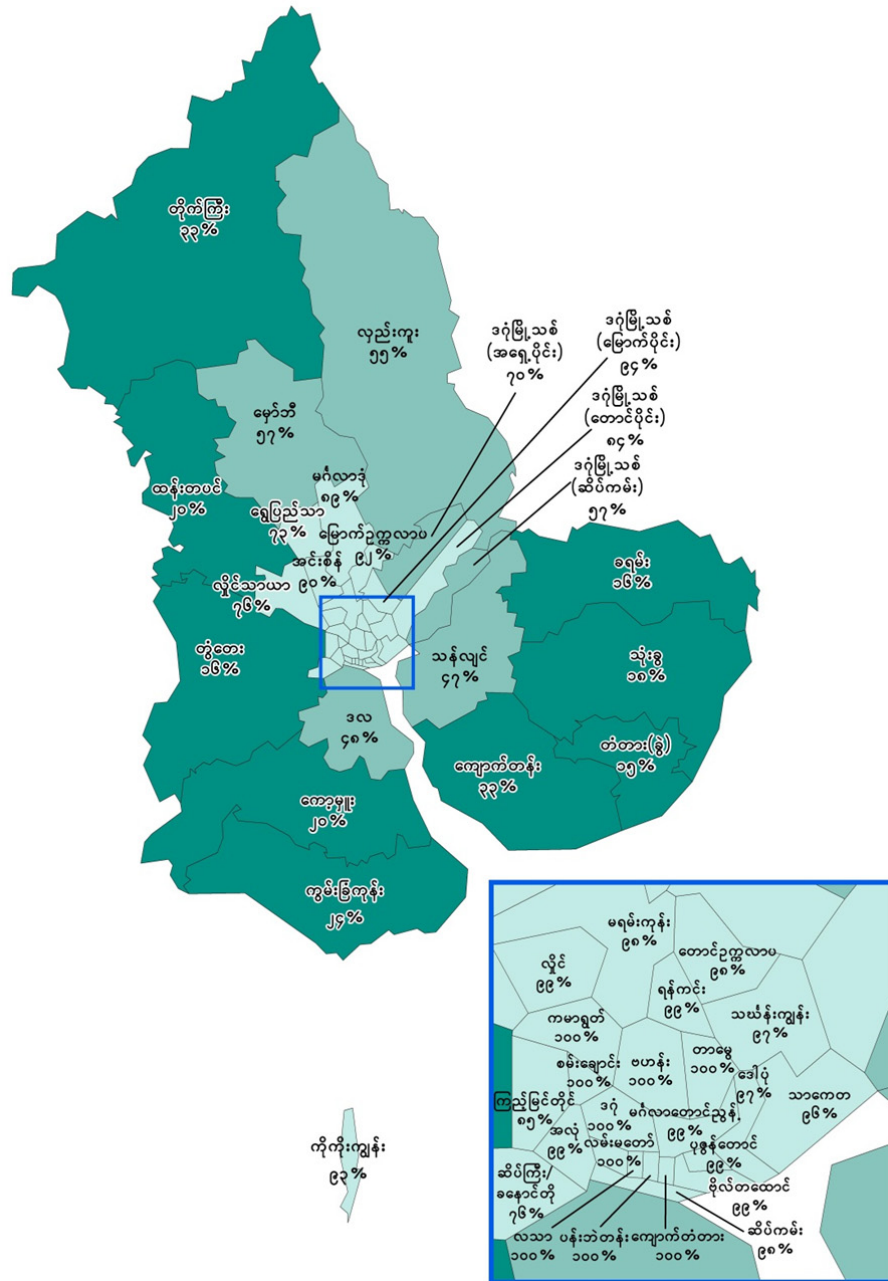 တိုက်ကြီး
၃၃%
လှည်းကူး
၅၅%
ဒဂုံမြို့သစ်
(အရှေ့ပိုင်း)
၇၀%
ဒဂုံမြို့သစ်
(မြောက်ပိုင်း)
၉၄%
ဒဂုံမြို့သစ်
(တောင်ပိုင်း)
၈၄%
ဒဂုံမြို့သစ်
(ဆိပ်ကမ်း)
၅၇%
မှော်ဘီ
၅၇%
မင်္ဂလာဒုံ
၈၉%
ထန်းတပင်
၂၀%
ရွှေပြည်သာ
၇၃%
မြောက်ဥက္ကလာပ
၉၂%
အင်းစိန်
၉၀%
လှိုင်သာယာ
၇၆%
ခရမ်း
၁၆%
တွံတေး
၁၆%
သန်လျင်
၄၇%
သုံးခွ
၁၈%
ဒလ
၄၈%
တံတား(ခွဲ)
၁၅%
ကျောက်တန်း
၃၃%
ကော့မှူး
၂၀%
ကွမ်းခြံကုန်း
၂၄%
ကိုကိုးကျွန်း
၉၃%
မရမ်းကုန်း
၉၈%
တောင်ဥက္ကလာပ
၉၈%
လှိုင်
၉၉%
ရန်ကင်း
၉၉%
သင်္ဃန်းကျွန်း
၉၇%
ကမာရွတ်
၁၀၀%
တာမွေ
၁၀၀%
စမ်းချောင်း
၁၀၀%
ဗဟန်း
၁၀၀%
ဒေါပုံ
၉၇%
သာကေတ
၉၆%
ကြည့်မြင်တိုင်
၈၅%
ဒဂုံ
၁၀၀%
မင်္ဂလာတောင်ညွန့်
၉၉%
အလုံ
၉၉%
လမ်းမတော်
၁၀၀%
ပုဇွန်တောင်
၉၉%
ဆိပ်ကြီး/
ခနောင်တို
၇၆%
ဗိုလ်တထောင်
၉၉%
ဆိပ်ကမ်း
၉၈%
လသာ
၁၀၀%
ပန်းဘဲတန်း
၁၀၀%
ကျောက်တံတား
၁၀၀%